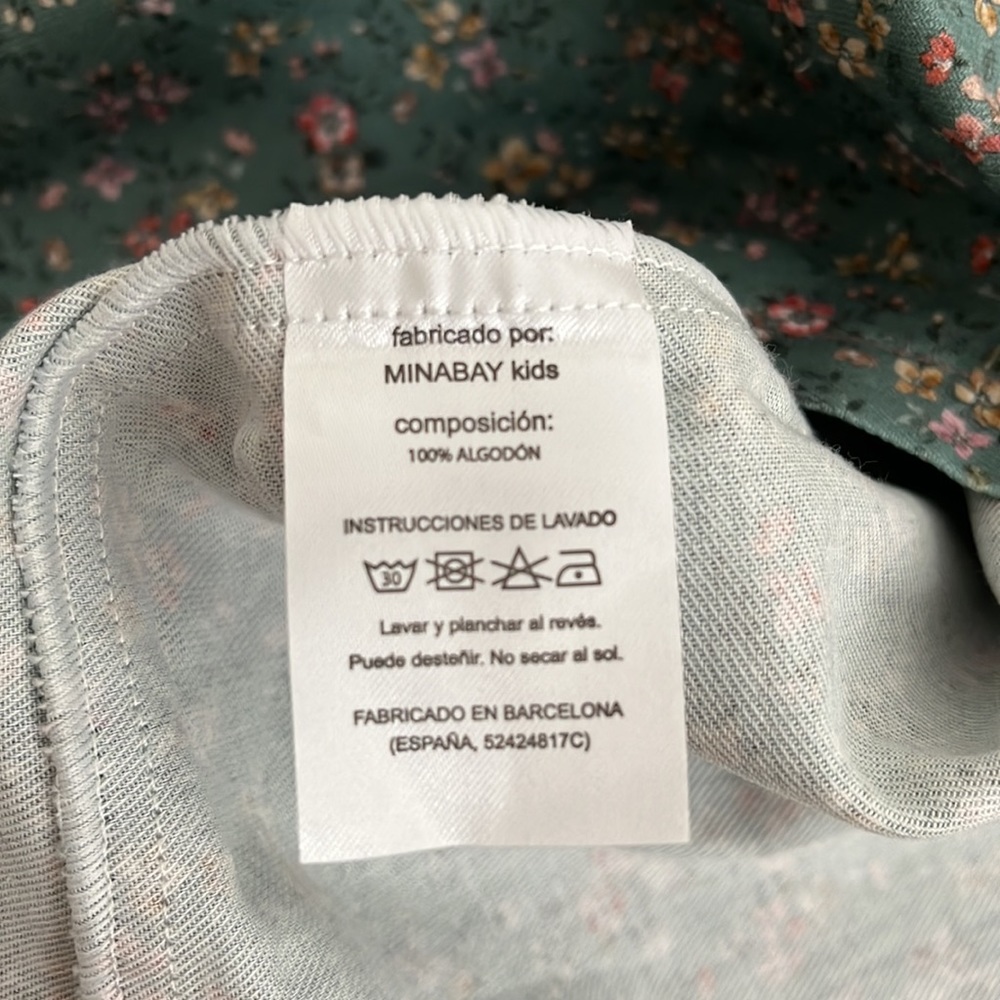 fabricado por:
MINABAY kids
composición:
100% ALGODÓN
INSTRUCCIONES DE LAVADO
30
Lavar y planchar al revés.
Puede desteñir. No secar al sol.
FABRICADO EN BARCELONA
(ESPAÑA, 52424817C)